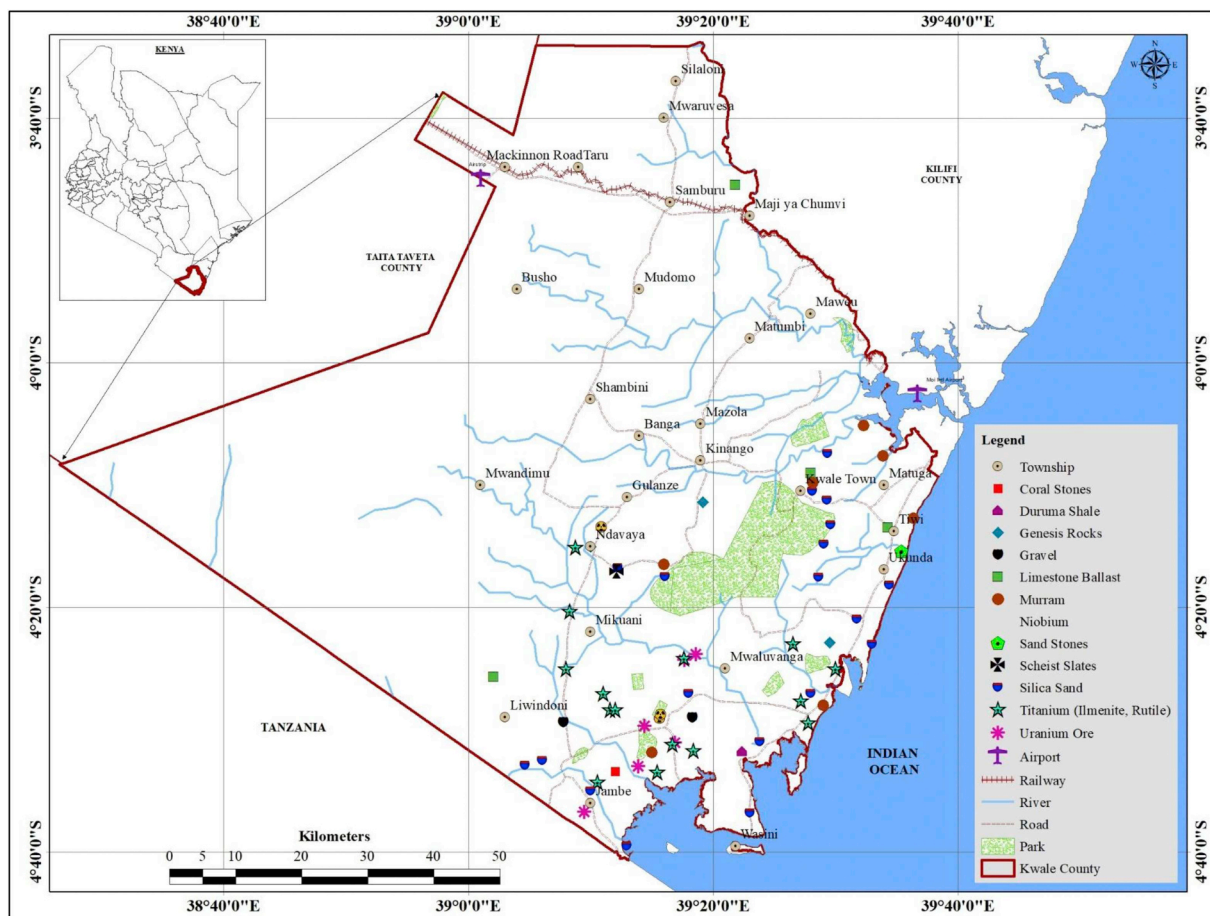 38°40'0"E
39°0'0"E
39°20'0"E
39°40'0"E
KENYA
N
W
E
S
3°40'0"S
3°40'0"S
Silaloni
Mwaruvesa
Mackinnon Road
Taru
Airstrip
Samburu
Maji ya Chumvi
KILIFI
COUNTY
TAITA TAVETA
COUNTY
Busho
Mudomo
Mawou
Matumbi
4°0'0"S
4°0'0"S
Shambini
Banga
Mazola
Kinango
Mwandimu
Gulanze
Kwale Town
Matuga
Ndavaya
Tiwi
Ukunda
4°20'0"S
4°20'0"S
Mikuani
Mwaluvanga
Liwindoni
TANZANIA
INDIAN
OCEAN
Jambe
Wasini
4°40'0"S
4°40'0"S
Kilometers
0 5 10 20 30 40 50
Legend
Township
Coral Stones
Duruma Shale
Genesis Rocks
Gravel
Limestone Ballast
Murram
Niobium
Sand Stones
Scheist Slates
Silica Sand
Titanium (Ilmenite, Rutile)
Uranium Ore
Airport
Railway
River
Road
Park
Kwale County
38°40'0"E
39°0'0"E
39°20'0"E
39°40'0"E